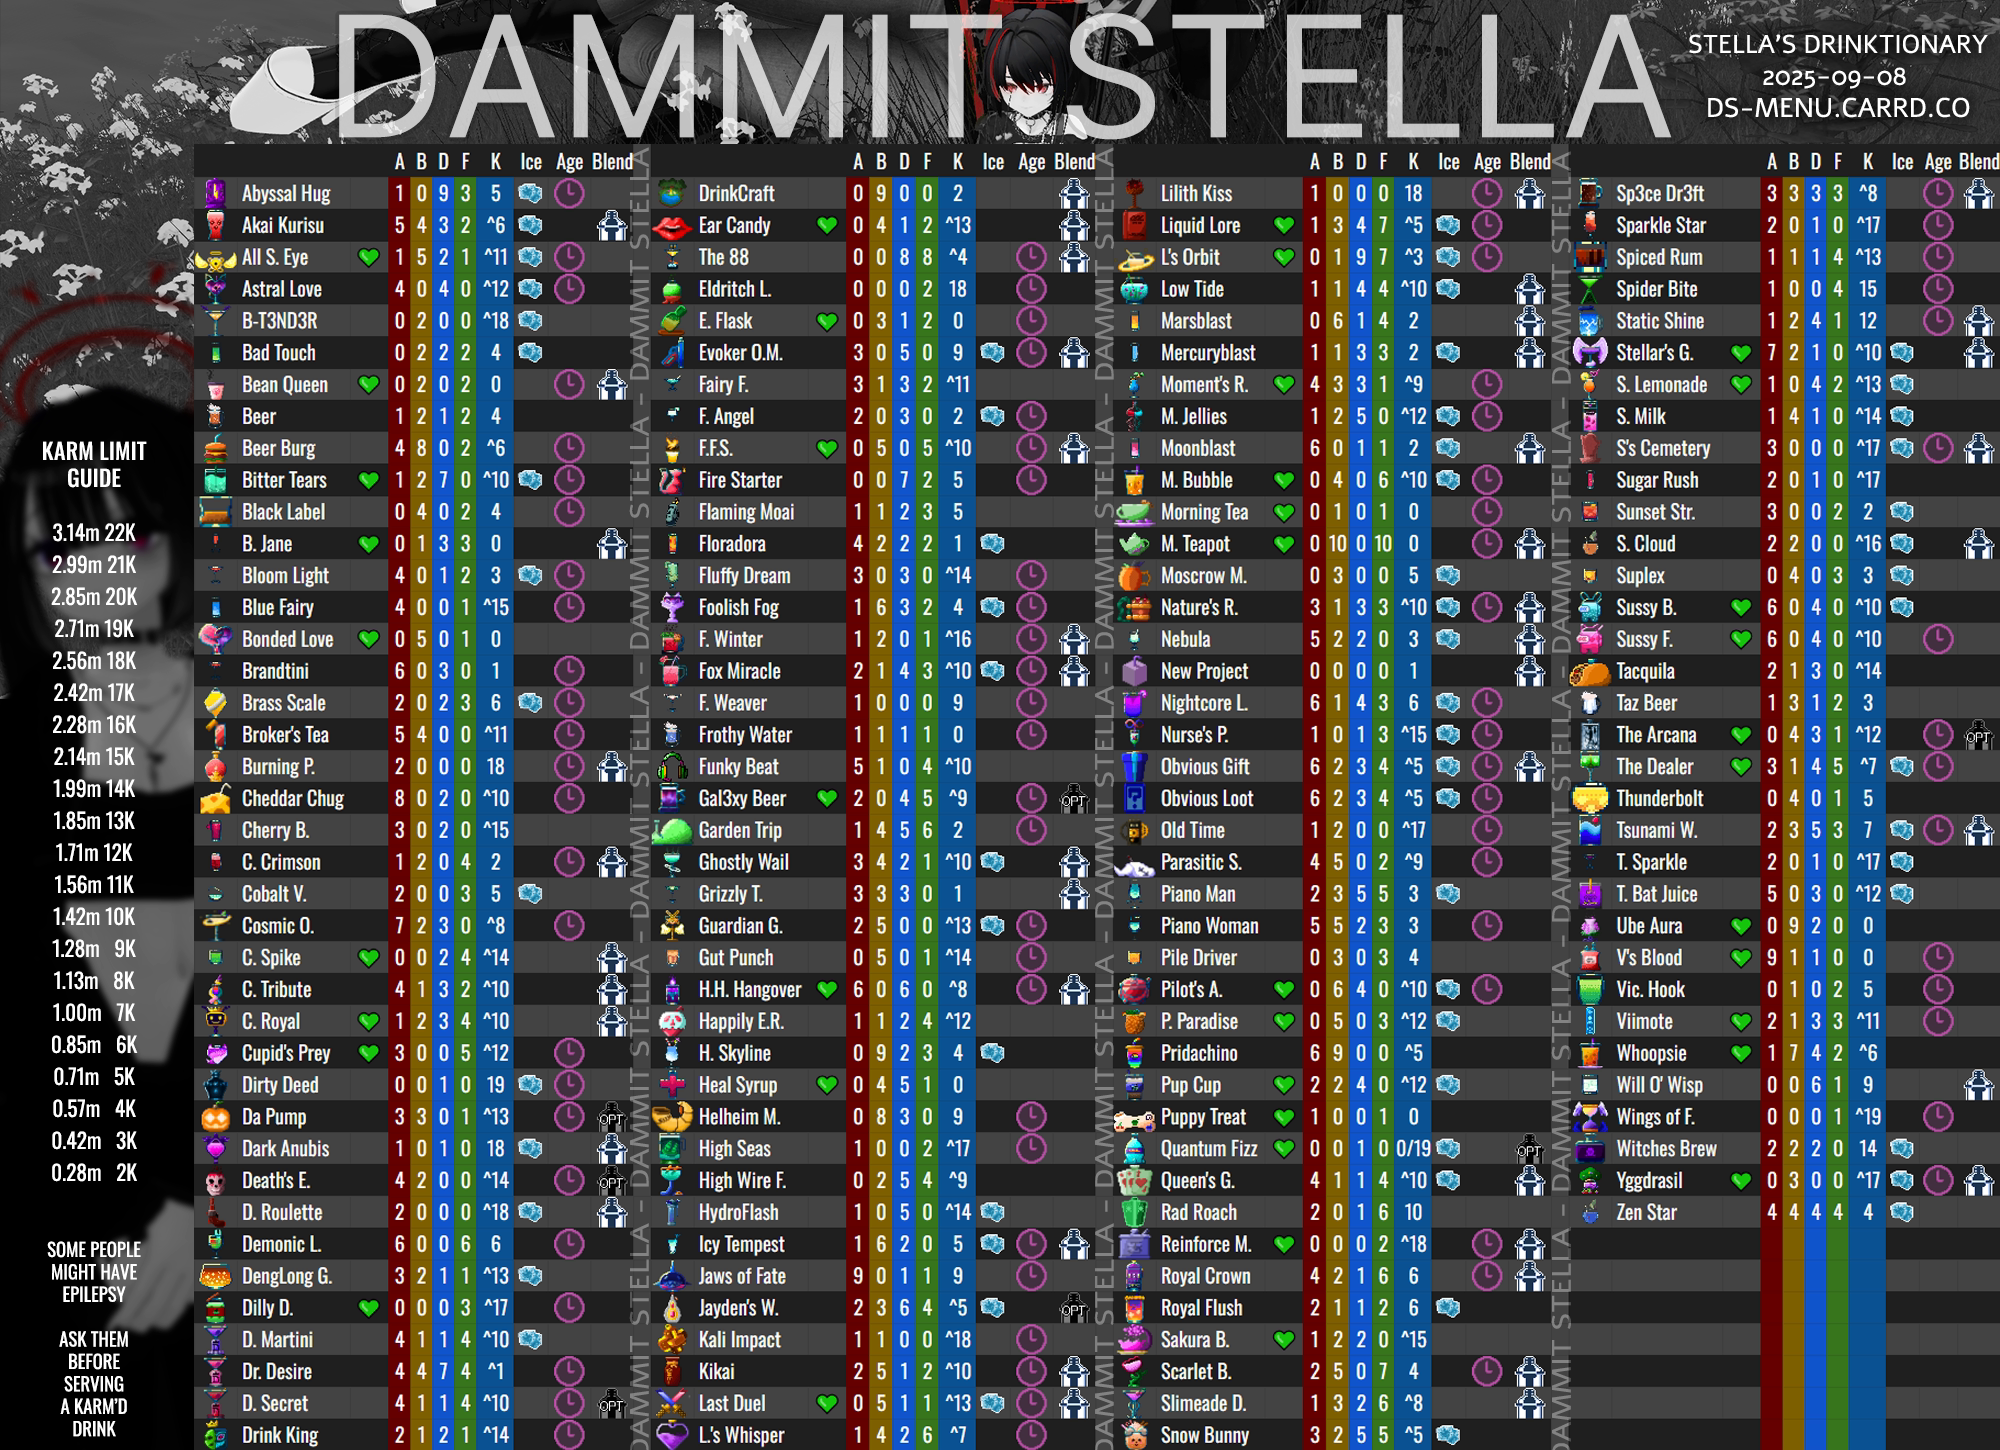 DAMMIT STELLA
STELLA'S DRINKTIONARY
2025-09-08
DS-MENU.CARRD.CO
KARM LIMIT
GUIDE
3.14m 22K
2.99m 21K
2.85m 20K
2.71m 19K
2.56m 18K
2.42m 17K
2.28m 16K
2.14m 15K
1.99m 14K
1.85m 13K
1.71m 12K
1.56m 11K
1.42m 10K
1.28m 9K
1.13m 8K
1.00m 7K
0.85m 6K
0.71m 5K
0.57m 4K
0.42m 3K
0.28m 2K
SOME PEOPLE
MIGHT HAVE
EPILEPSY
ASK THEM
BEFORE
SERVING
A KARM'D
DRINK
A B D F K Ice Age Blend
Abyssal Hug 1 0 9 3 5
Akai Kurisu 5 4 3 2 ^6
All S. Eye 1 5 2 1 ^11
Astral Love 4 0 4 0 ^12
B-T3ND3R 0 2 0 0 ^18
Bad Touch 0 2 2 2 4
Bean Queen 0 2 0 2 0
Beer 1 2 1 2 4
Beer Burg 4 8 0 2 ^6
Bitter Tears 1 2 7 0 ^10
Black Label 0 4 0 2 4
B. Jane 0 1 3 3 0
Bloom Light 4 0 1 2 3
Blue Fairy 4 0 0 1 ^15
Bonded Love 0 5 0 1 0
Brandtini 6 0 3 0 1
Brass Scale 2 0 2 3 6
Broker's Tea 5 4 0 0 ^11
Burning P. 2 0 0 0 18
Cheddar Chug 8 0 2 0 ^10
Cherry B. 3 0 2 0 ^15
C. Crimson 1 2 0 4 2
Cobalt V. 2 0 0 3 5
Cosmic O. 7 2 3 0 ^8
C. Spike 0 0 2 4 ^14
C. Tribute 4 1 3 2 ^10
C. Royal 1 2 3 4 ^10
Cupid's Prey 3 0 0 5 ^12
Dirty Deed 0 0 1 0 19
Da Pump 3 3 0 1 ^13 OPT
Dark Anubis 1 0 1 0 18
Death's E. 4 2 0 0 ^14 OPT
D. Roulette 2 0 0 0 ^18
Demonic L. 6 0 0 6 6
DengLong G. 3 2 1 1 ^13
Dilly D. 0 0 0 3 ^17
D. Martini 4 1 1 4 ^10
Dr. Desire 4 4 7 4 ^1
D. Secret 4 1 1 4 ^10 OPT
Drink King 2 1 2 1 ^14
DAMMIT STELLA - DAMMIT STELLA - DAMMIT STELLA
A B D F K Ice Age Blend
DrinkCraft 0 9 0 0 2
Ear Candy 0 4 1 2 ^13
The 88 0 0 8 8 ^4
Eldritch L. 0 0 0 2 18
E. Flask 0 3 1 2 0
Evoker O.M. 3 0 5 0 9
Fairy F. 3 1 3 2 ^11
F. Angel 2 0 3 0 2
F.F.S. 0 5 0 5 ^10
Fire Starter 0 0 7 2 5
Flaming Moai 1 1 2 3 5
Floradora 4 2 2 2 1
Fluffy Dream 3 0 3 0 ^14
Foolish Fog 1 6 3 2 4
F. Winter 1 2 0 1 ^16
Fox Miracle 2 1 4 3 ^10
F. Weaver 1 0 0 0 9
Frothy Water 1 1 1 1 0
Funky Beat 5 1 0 4 ^10
Gal3xy Beer 2 0 4 5 ^9 OPT
Garden Trip 1 4 5 6 2
Ghostly Wail 3 4 2 1 ^10
Grizzly T. 3 3 3 0 1
Guardian G. 2 5 0 0 ^13
Gut Punch 0 5 0 1 ^14
H.H. Hangover 6 0 6 0 ^8
Happily E.R. 1 1 2 4 ^12
H. Skyline 0 9 2 3 4
Heal Syrup 0 4 5 1 0
Helheim M. 0 8 3 0 9
High Seas 1 0 0 2 ^17
High Wire F. 0 2 5 4 ^9
HydroFlash 1 0 5 0 ^14
Icy Tempest 1 6 2 0 5
Jaws of Fate 9 0 1 1 9
Jayden's W. 2 3 6 4 ^5 OPT
Kali Impact 1 1 0 0 ^18
Kikai 2 5 1 2 ^10
Last Duel 0 5 1 1 ^13
L.'s Whisper 1 4 2 6 ^7
DAMMIT STELLA - DAMMIT STELLA - DAMMIT STELLA
A B D F K Ice Age Blend
Lilith Kiss 1 0 0 0 18
Liquid Lore 1 3 4 7 ^5
L's Orbit 0 1 9 7 ^3
Low Tide 1 1 4 4 ^10
Marsblast 0 6 1 4 2
Mercuryblast 1 1 3 3 2
Moment's R. 4 3 3 1 ^9
M. Jellies 1 2 5 0 ^12
Moonblast 6 0 1 1 2
M. Bubble 0 4 0 6 ^10
Morning Tea 0 1 0 1 0
M. Teapot 0 10 0 10 0
Moscrow M. 0 3 0 0 5
Nature's R. 3 1 3 3 ^10
Nebula 5 2 2 0 3
New Project 0 0 0 0 1
Nightcore L. 6 1 4 3 6
Nurse's P. 1 0 1 3 ^15
Obvious Gift 6 2 3 4 ^5
Obvious Loot 6 2 3 4 ^5
Old Time 1 2 0 0 ^17
Parasitic S. 4 5 0 2 ^9
Piano Man 2 3 5 5 3
Piano Woman 5 5 2 3 3
Pile Driver 0 3 0 3 4
Pilot's A. 0 6 4 0 ^10
P. Paradise 0 5 0 3 ^12
Pridachino 6 9 0 0 ^5
Pup Cup 2 2 4 0 ^12
Puppy Treat 1 0 0 1 0
Quantum Fizz 0 0 1 0 0/19 OPT
Queen's G. 4 1 1 4 ^10
Rad Roach 2 0 1 6 10
Reinforce M. 0 0 0 2 ^18
Royal Crown 4 2 1 6 6
Royal Flush 2 1 1 2 6
Sakura B. 1 2 2 0 ^15
Scarlet B. 2 5 0 7 4
Slimeade D. 1 3 2 6 ^8
Snow Bunny 3 2 5 5 ^5
DAMMIT STELLA - DAMMIT STELLA - DAMMIT STELLA
A B D F K Ice Age Blend
Sp3ce Dr3ft 3 3 3 3 ^8
Sparkle Star 2 0 1 0 ^17
Spiced Rum 1 1 1 4 ^13
Spider Bite 1 0 0 4 15
Static Shine 1 2 4 1 12
Stellar's G. 7 2 1 0 ^10
S. Lemonade 1 0 4 2 ^13
S. Milk 1 4 1 0 ^14
S's Cemetery 3 0 0 0 ^17
Sugar Rush 2 0 1 0 ^17
Sunset Str. 3 0 0 2 2
S. Cloud 2 2 0 0 ^16
Suplex 0 4 0 3 3
Sussy B. 6 0 4 0 ^10
Sussy F. 6 0 4 0 ^10
Tacquila 2 1 3 0 ^14
Taz Beer 1 3 1 2 3
The Arcana 0 4 3 1 ^12 OPT
The Dealer 3 1 4 5 ^7
Thunderbolt 0 4 0 1 5
Tsunami W. 2 3 5 3 7
T. Sparkle 2 0 1 0 ^17
T. Bat Juice 5 0 3 0 ^12
Ube Aura 0 9 2 0 0
V's Blood 9 1 1 0 0
Vic. Hook 0 1 0 2 5
Viimote 2 1 3 3 ^11
Whoopsie 1 7 4 2 ^6
Will O' Wisp 0 0 6 1 9
Wings of F. 0 0 0 1 ^19
Witches Brew 2 2 2 0 14
Yggdrasil 0 3 0 0 ^17
Zen Star 4 4 4 4 4